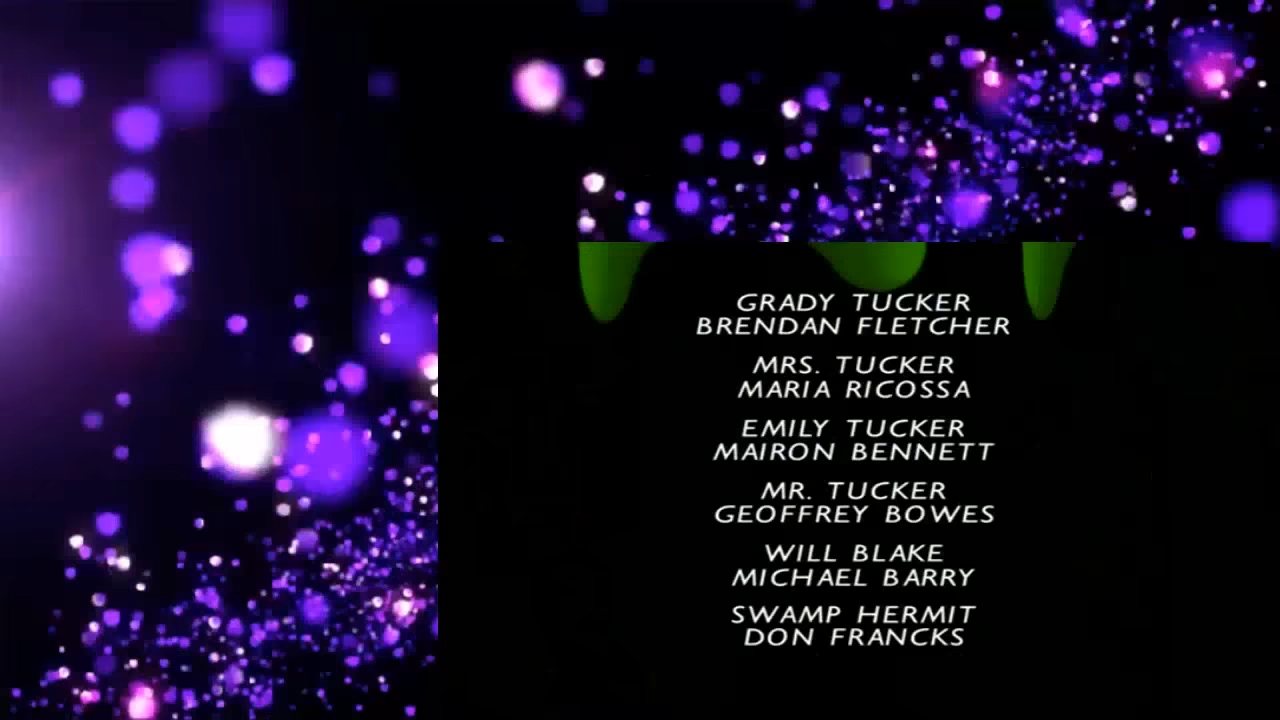 GRADY TUCKER
BRENDAN FLETCHER
MRS. TUCKER
MARIA RICOSSA
EMILY TUCKER
MAIRON BENNETT
MR. TUCKER
GEOFFREY BOWES
WILL BLAKE
MICHAEL BARRY
SWAMP HERMIT
DON FRANCKS